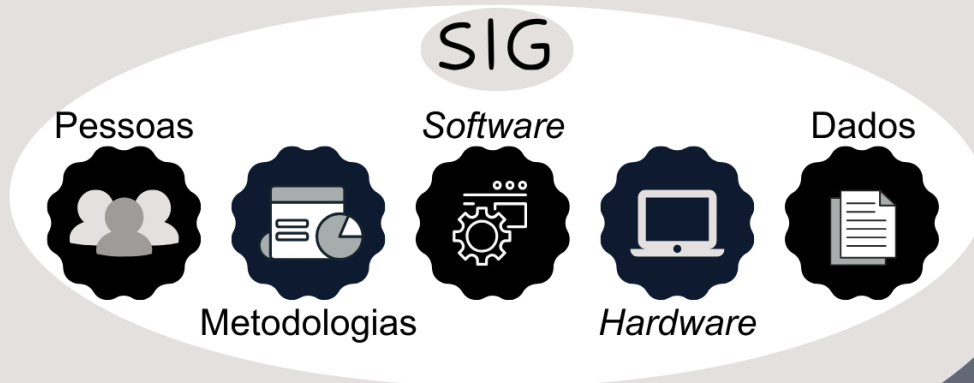 SIG
Pessoas
Software
Dados
Metodologias
Hardware